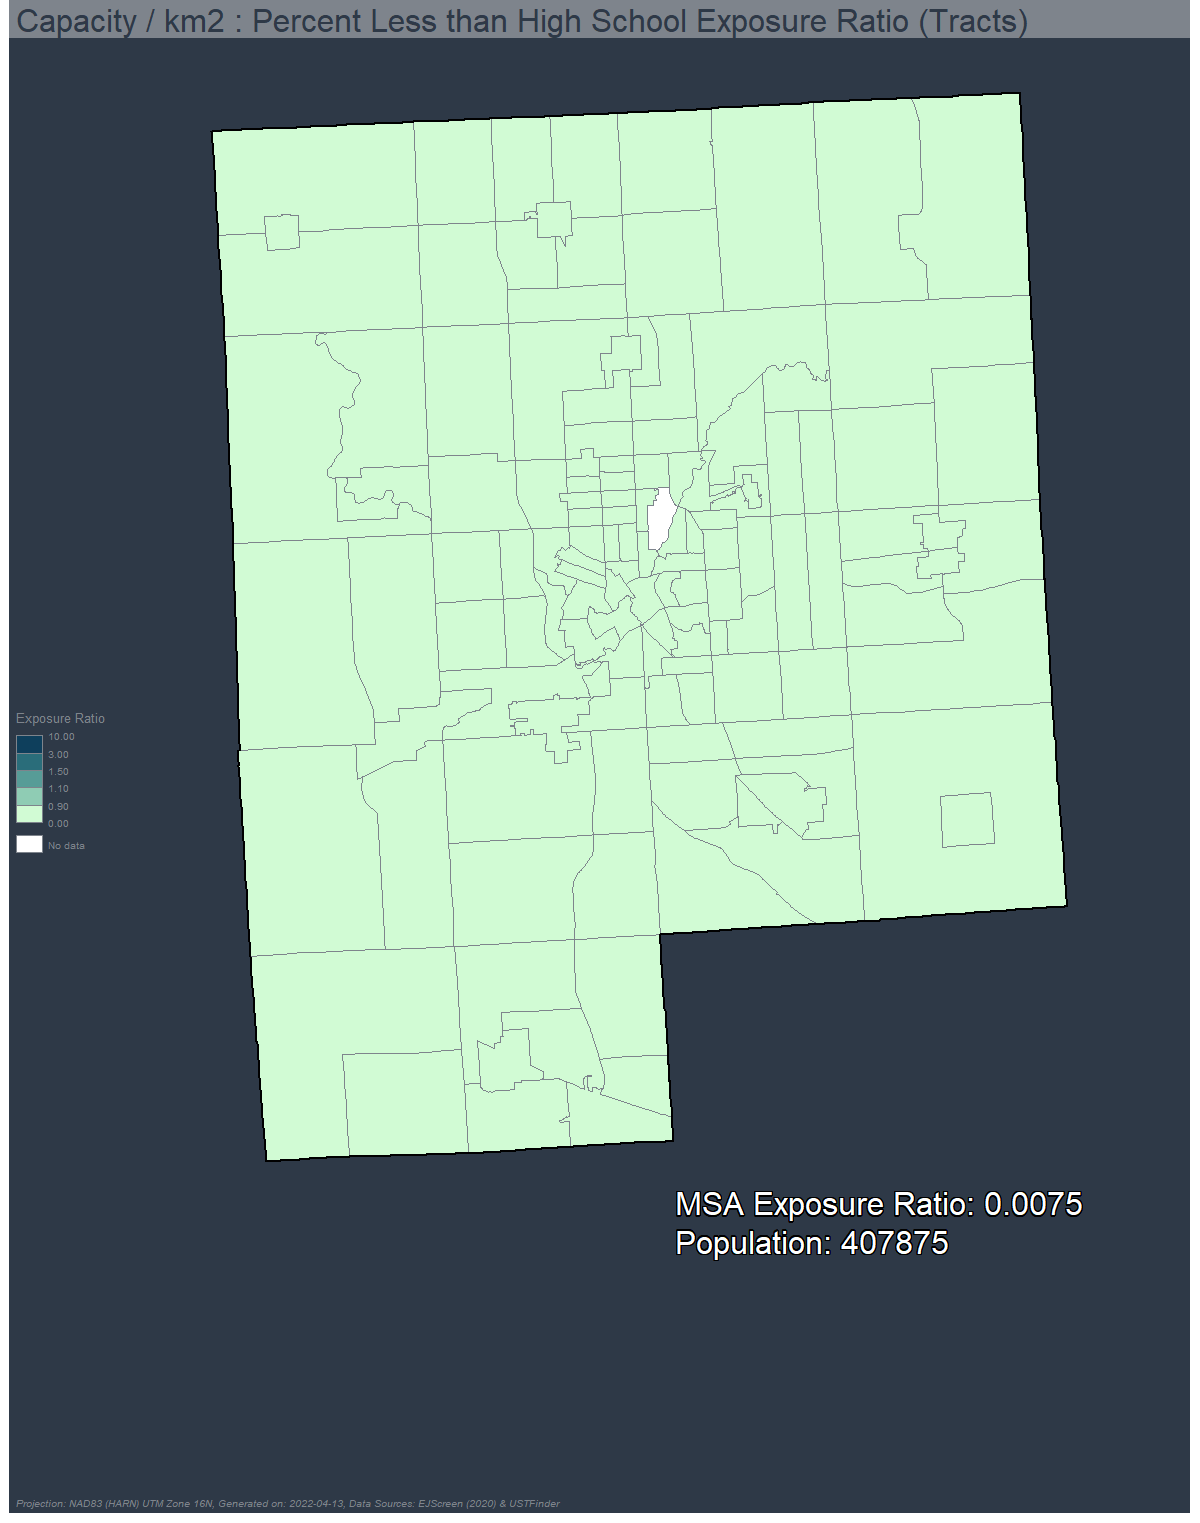 Capacity / km2 : Percent Less than High School Exposure Ratio (Tracts)
Exposure Ratio
10.00
3.00
1.50
1.10
0.90
0.00
No data
MSA Exposure Ratio: 0.0075
Population: 407875
Projection: NAD83 (HARN) UTM Zone 16N, Generated on: 2022-04-13, Data Sources: EJScreen (2020) & USTFinder